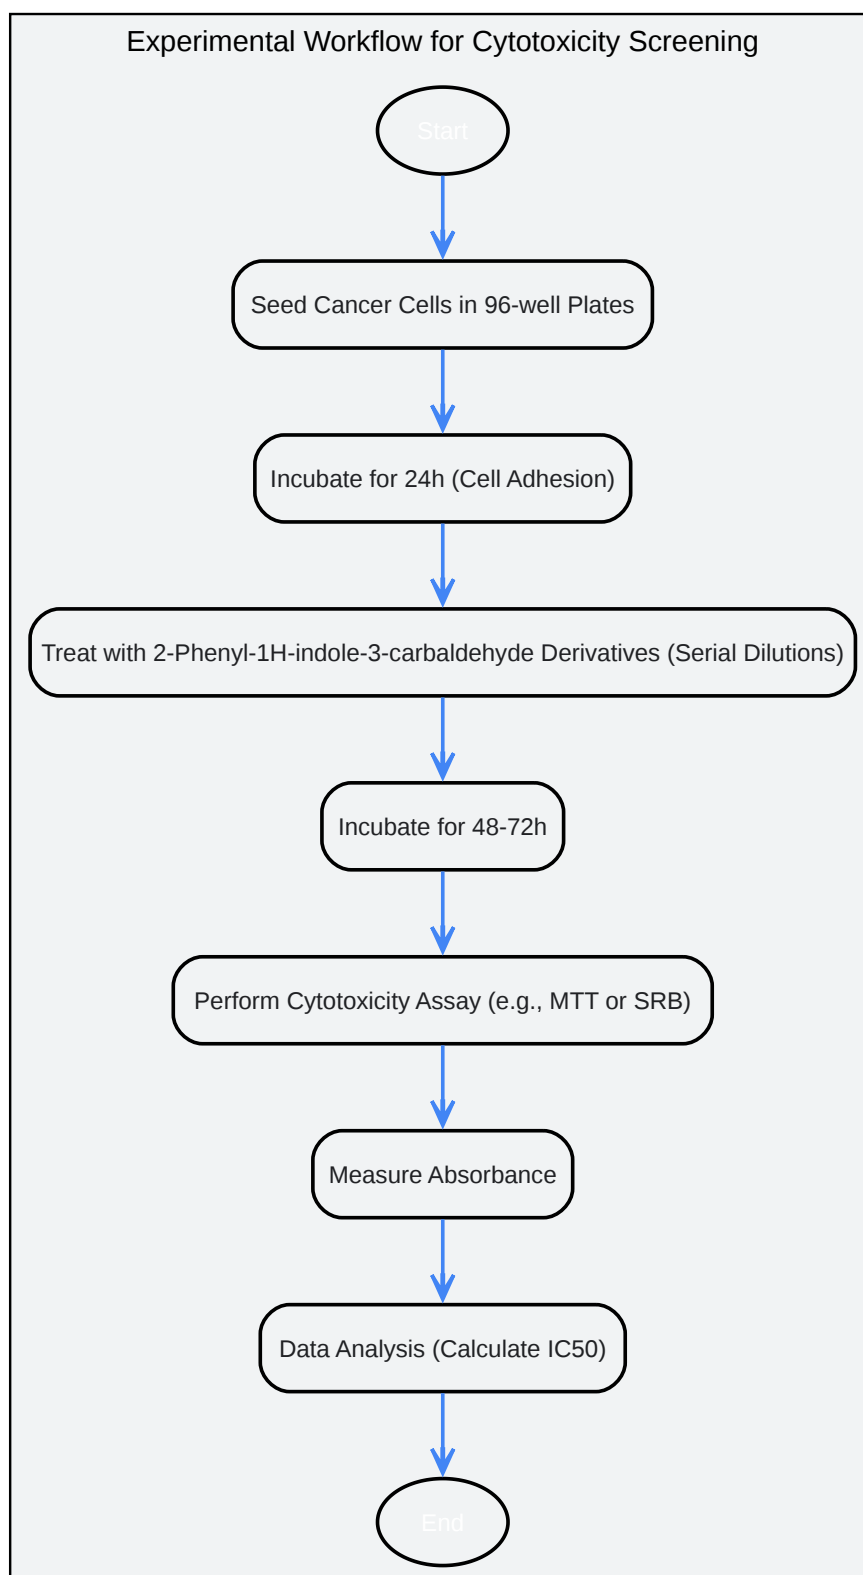 Experimental Workflow for Cytotoxicity Screening
Start
Seed Cancer Cells in 96-well Plates
Incubate for 24h (Cell Adhesion)
Treat with 2-Phenyl-1H-indole-3-carbaldehyde Derivatives (Serial Dilutions)
Incubate for 48-72h
Perform Cytotoxicity Assay (e.g., MTT or SRB)
Measure Absorbance
Data Analysis (Calculate IC50)
End